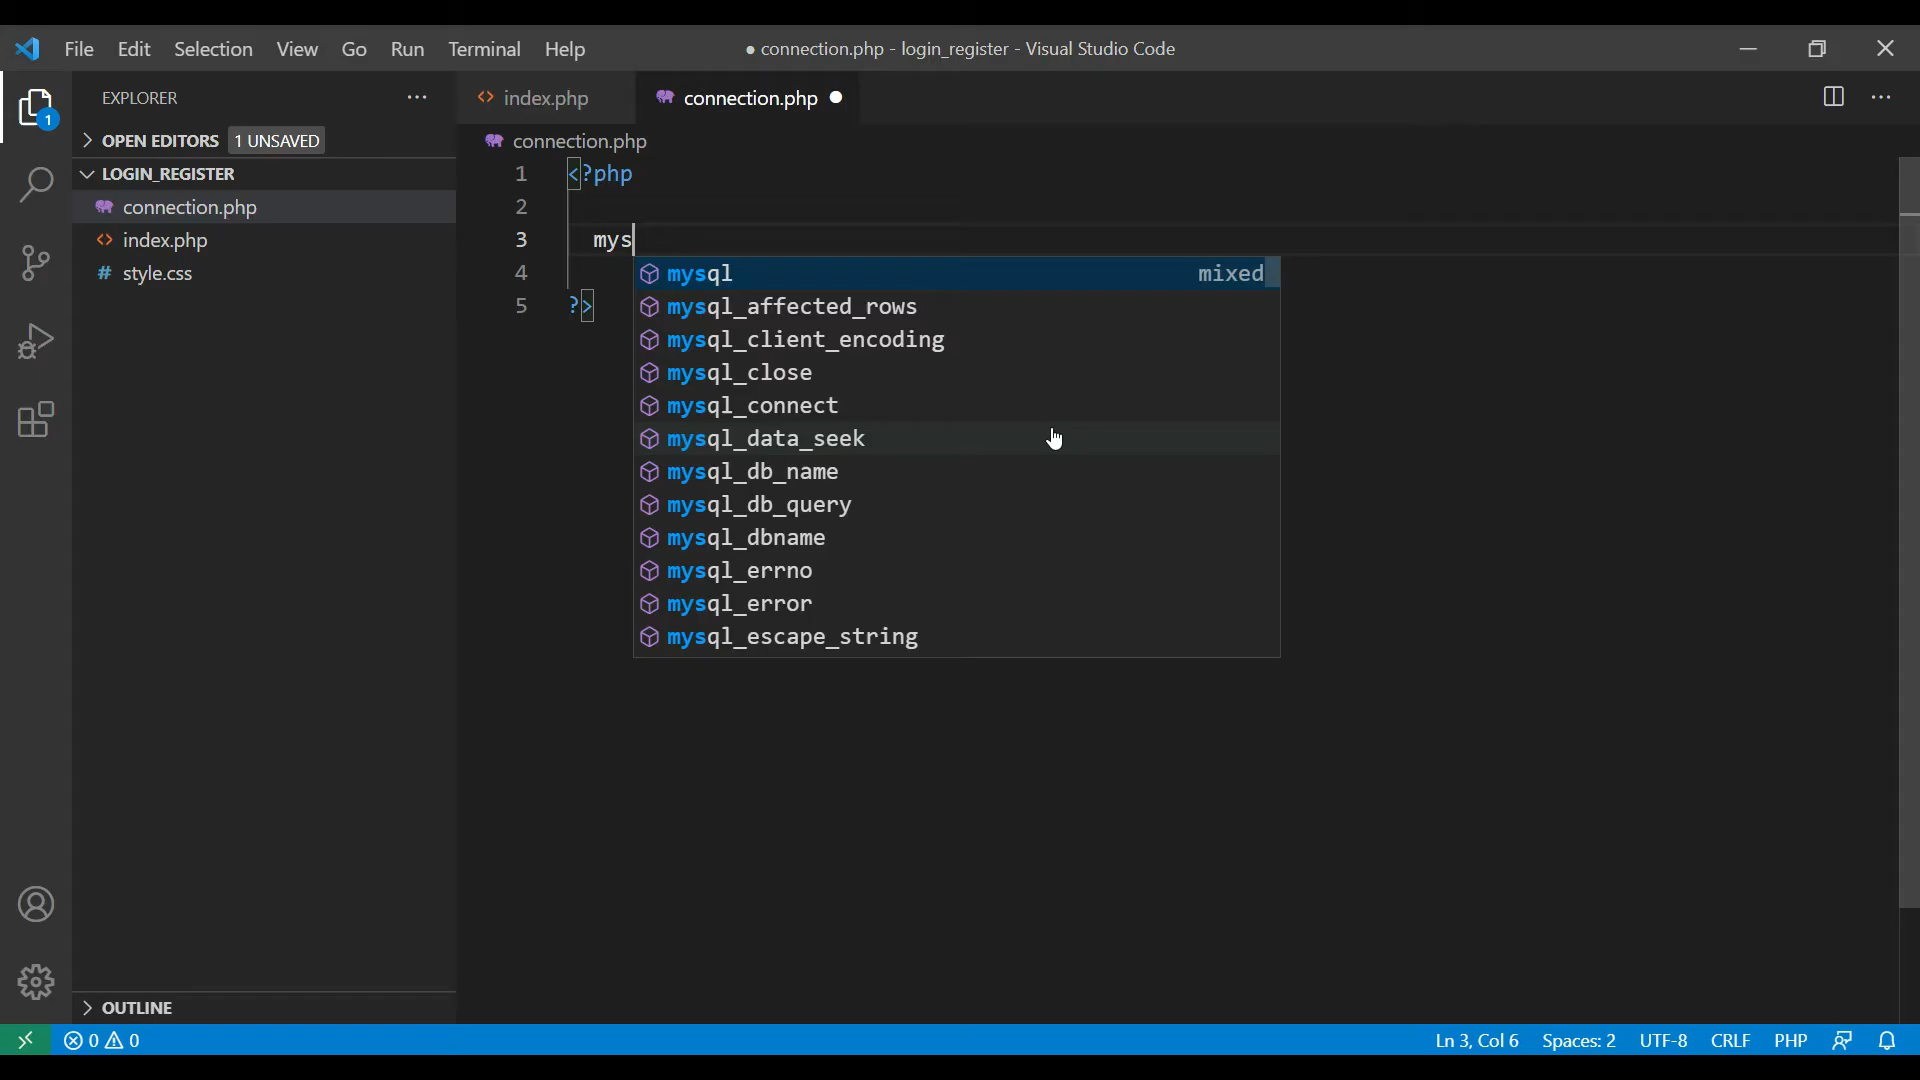 File Edit Selection View Go Run Terminal Help
● connection.php - login_register - Visual Studio Code
EXPLORER
index.php
connection.php
1
OPEN EDITORS 1 UNSAVED
connection.php
LOGIN_REGISTER
1 <?php
connection.php
2
index.php
3 mys
# style.css
4
5 ?>
mysql mixed
mysql_affected_rows
mysql_client_encoding
mysql_close
mysql_connect
mysql_data_seek
mysql_db_name
mysql_db_query
mysql_dbname
mysql_errno
mysql_error
mysql_escape_string
OUTLINE
0 0
Ln 3, Col 6 Spaces: 2 UTF-8 CRLF PHP